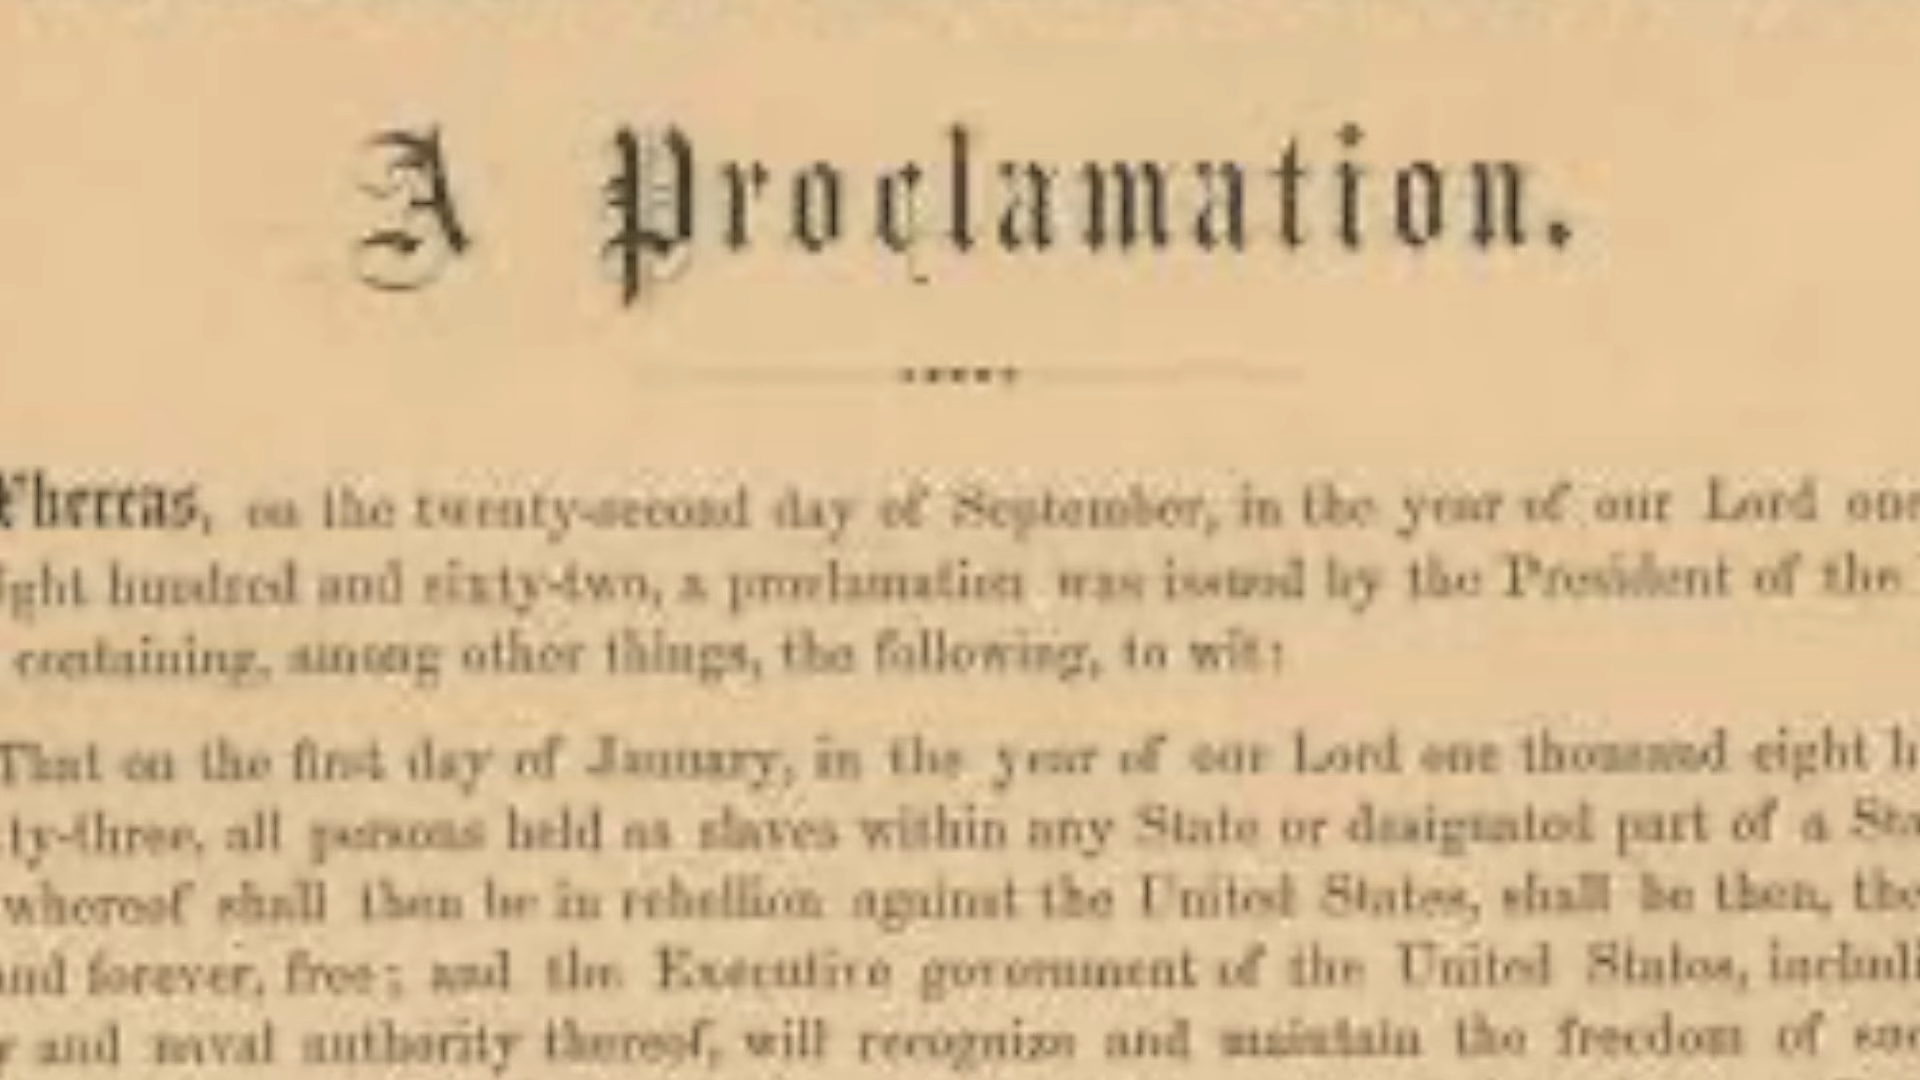 A Proclamation.
Whereas, on the twenty-second day of September, in the year of our Lord one
ight hundred and sixty-two, a proclamation was issued by the President of the
containing, among other things, the following, to wit:
That on the first day of January, in the year of our Lord one thousand eight h
ty-three, all persons held as slaves within any State or designated part of a Sta
whereof shall then be in rebellion against the United States, shall be then, the
and forever, free; and the Executive government of the United States, includi
y and naval authority thereof, will recognize and maintain the freedom of suc